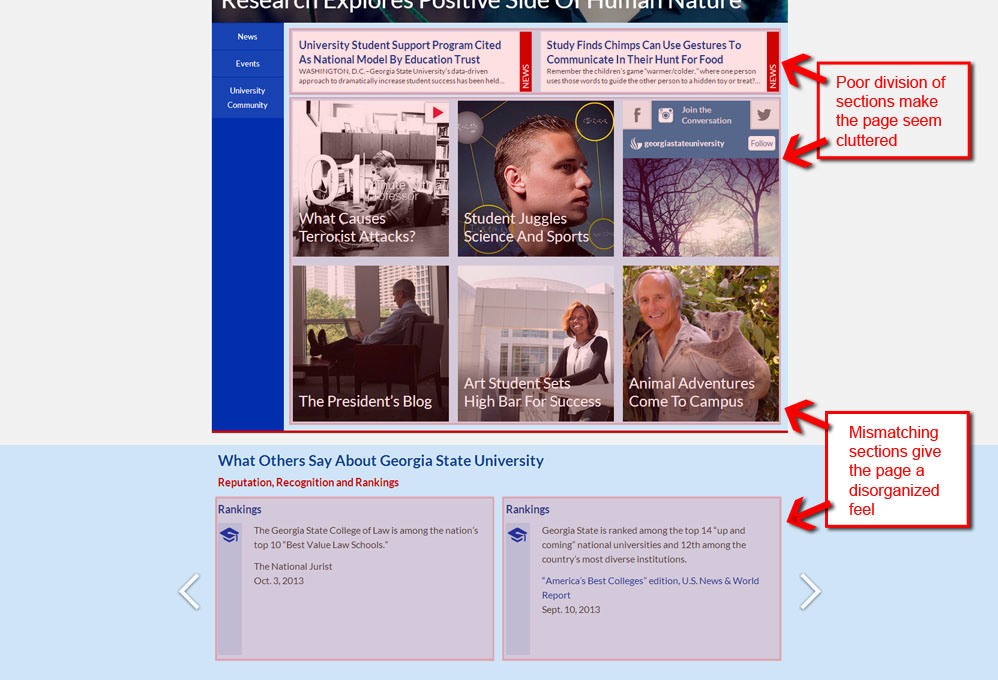 Research Explores Positive Side Of Human Nature
News
Events
University
Community
University Student Support Program Cited
As National Model By Education Trust
WASHINGTON, D.C.–Georgia State University's data-driven
approach to dramatically increase student success has been held...
NEWS
Study Finds Chimps Can Use Gestures To
Communicate In Their Hunt For Food
Remember the children's game "warmer/colder," where one person
uses those words to guide the other person to a hidden toy or treat?...
NEWS
Poor division of
sections make
the page seem
cluttered
01
minute with a
professor
What Causes
Terrorist Attacks?
Student Juggles
Science And Sports
Join the
Conversation
georgiastateuniversity
Follow
The President's Blog
Art Student Sets
High Bar For Success
Animal Adventures
Come To Campus
Mismatching
sections give
the page a
disorganized
feel
What Others Say About Georgia State University
Reputation, Recognition and Rankings
Rankings
The Georgia State College of Law is among the nation's
top 10 "Best Value Law Schools."
The National Jurist
Oct. 3, 2013
Rankings
Georgia State is ranked among the top 14 "up and
coming" national universities and 12th among the
country's most diverse institutions.
"America's Best Colleges" edition, U.S. News & World
Report
Sept. 10, 2013